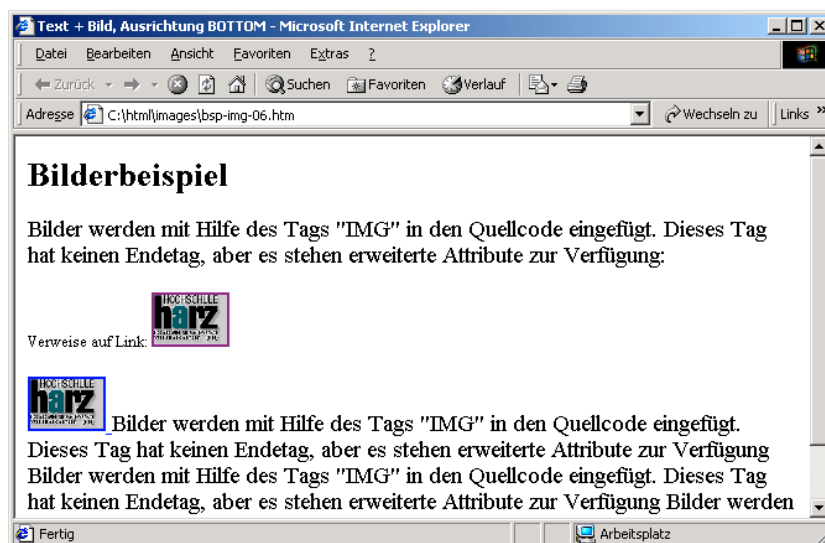 Text + Bild, Ausrichtung BOTTOM - Microsoft Internet Explorer
Datei Bearbeiten Ansicht Favoriten Extras ?
Zurück Suchen Favoriten Verlauf
Adresse C:\html\images\bsp-img-06.htm Wechseln zu Links »
Bilderbeispiel
Bilder werden mit Hilfe des Tags "IMG" in den Quellcode eingefügt. Dieses Tag
hat keinen Endetag, aber es stehen erweiterte Attribute zur Verfügung:
HOCHSCHULE
harz
Verweise auf Link:
HOCHSCHULE
harz
Bilder werden mit Hilfe des Tags "IMG" in den Quellcode eingefügt.
Dieses Tag hat keinen Endetag, aber es stehen erweiterte Attribute zur Verfügung
Bilder werden mit Hilfe des Tags "IMG" in den Quellcode eingefügt. Dieses Tag
hat keinen Endetag, aber es stehen erweiterte Attribute zur Verfügung Bilder werden
Fertig Arbeitsplatz